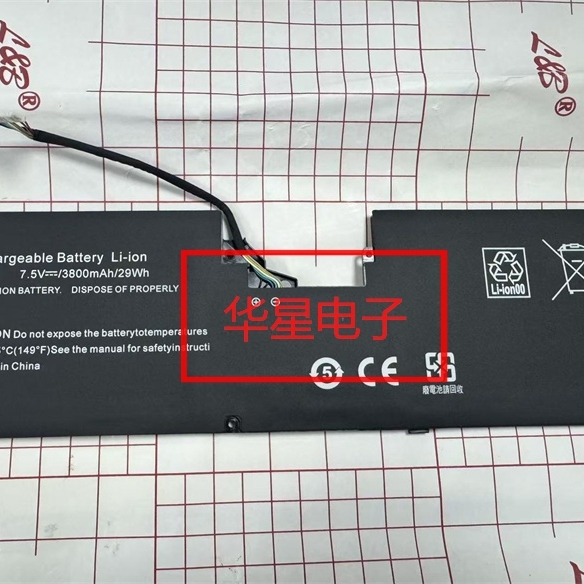 ®
®
rgeable Battery Li-ion
7.5V⎓/3800mAh/29Wh
ION BATTERY. DISPOSE OF PROPERLY
Li-ion00
华星电子
ON Do not expose the batterytotemperatures
5°C(149°F)See the manual for safetyinstructi
in China
5
CE
廢電池請回收